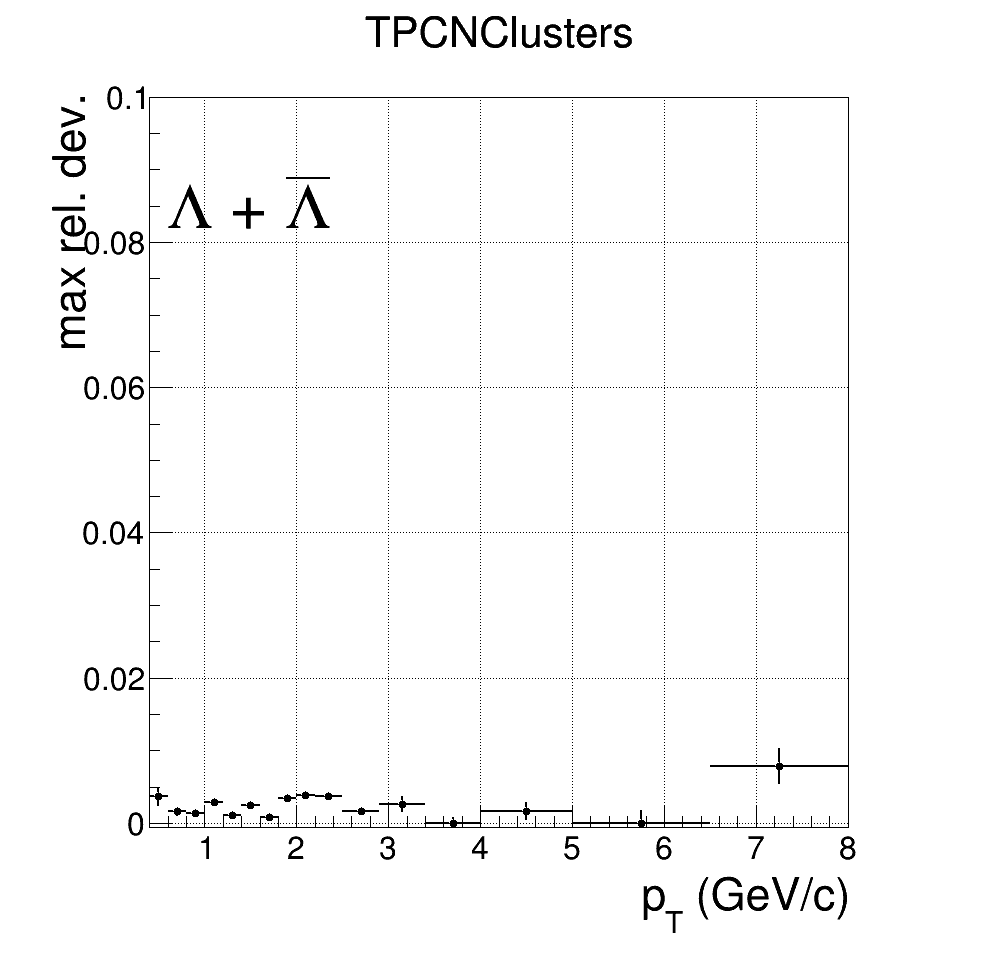 TPCNClusters
max rel. dev.
0.1
0.08
0.06
0.04
0.02
0
Λ + Λ̅
1 2 3 4 5 6 7 8
p_T (GeV/c)